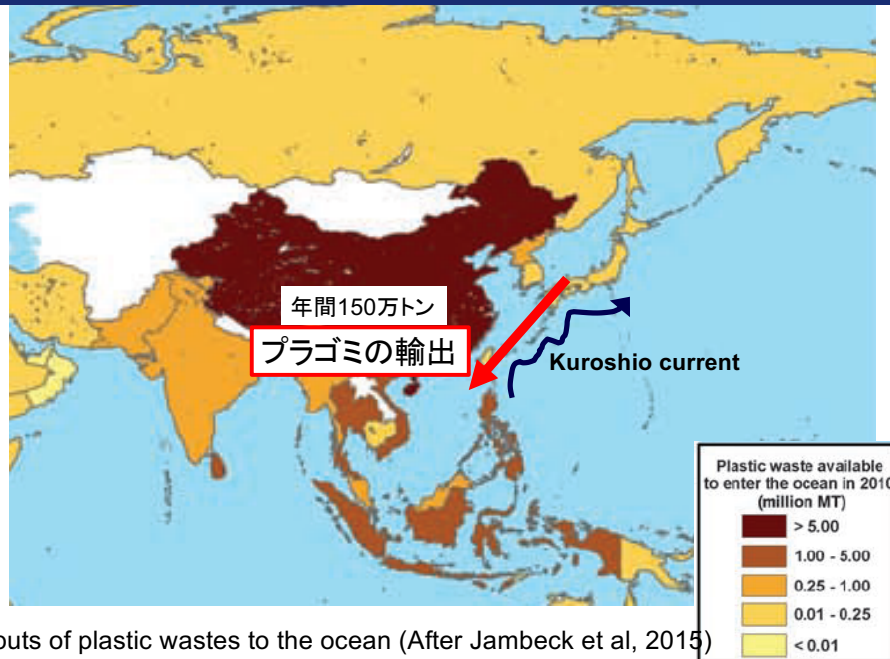 年間150万トン
プラゴミの輸出
Kuroshio current
Plastic waste available
to enter the ocean in 2010
(million MT)
> 5.00
1.00 - 5.00
0.25 - 1.00
0.01 - 0.25
< 0.01
of plastic wastes to the ocean (After Jambeck et al, 2015)